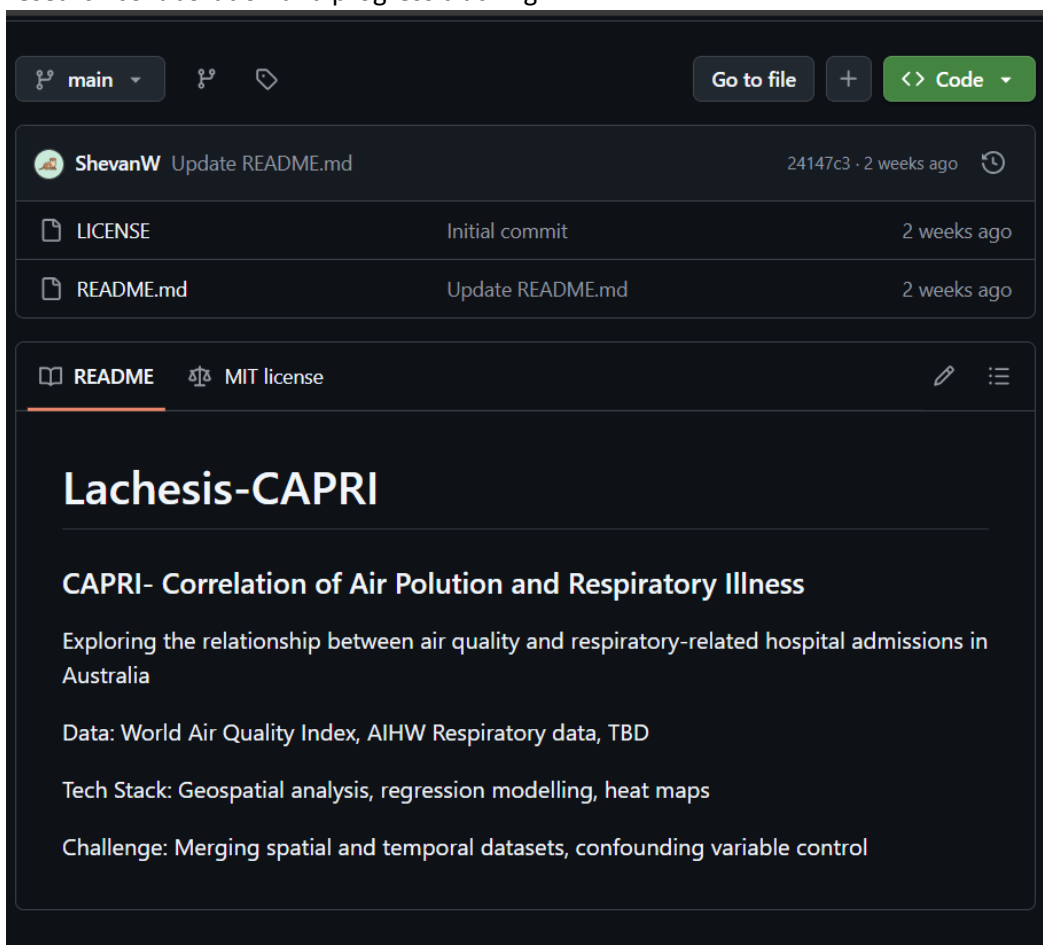 main
Go to file
Code
ShevanW Update README.md 24147c3 · 2 weeks ago
LICENSE Initial commit 2 weeks ago
README.md Update README.md 2 weeks ago
README MIT license
Lachesis-CAPRI
CAPRI- Correlation of Air Polution and Respiratory Illness
Exploring the relationship between air quality and respiratory-related hospital admissions in
Australia
Data: World Air Quality Index, AIHW Respiratory data, TBD
Tech Stack: Geospatial analysis, regression modelling, heat maps
Challenge: Merging spatial and temporal datasets, confounding variable control